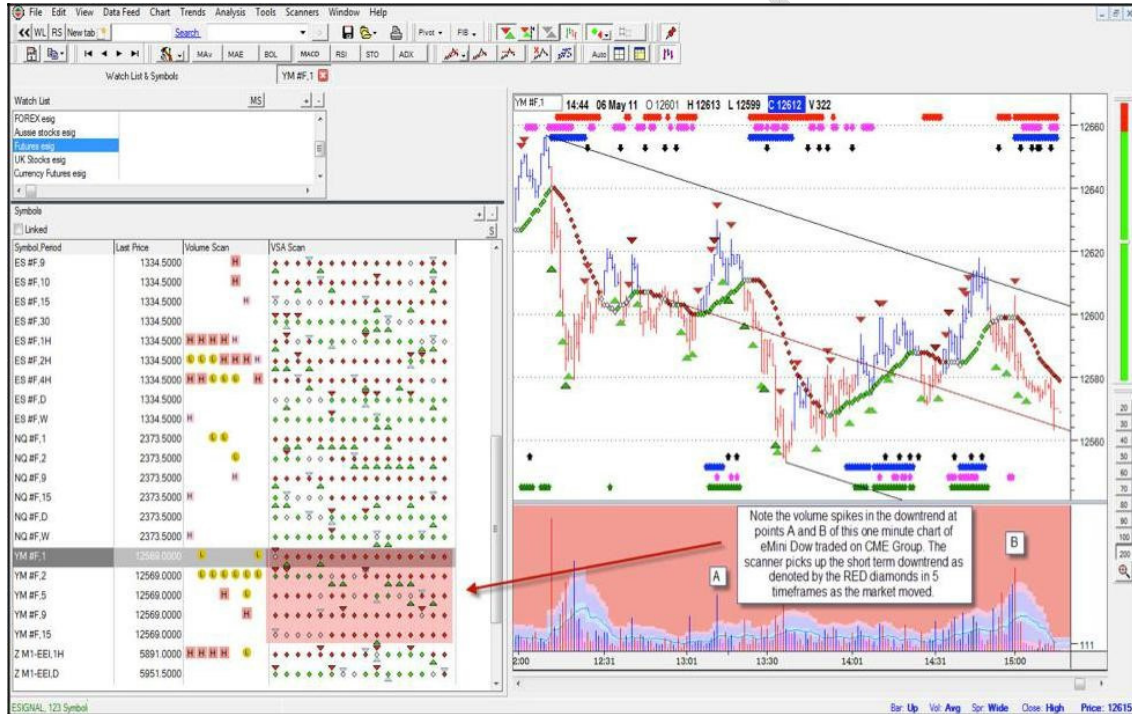 File Edit View Data Feed Chart Trends Analysis Tools Scanners Window Help
WL RS New tab Search Pivot FIB
MAv MAE BOL MACD RSI STO ADX Auto
Watch List & Symbols YM #F,1
Watch List MS + -
FOREX esig
Aussie stocks esig
Futures esig
UK Stocks esig
Currency Futures esig
Symbols + -
Linked S
Symbol,Period Last Price Volume Scan VSA Scan
ES #F,9 1334.5000 H
ES #F,10 1334.5000 H
ES #F,15 1334.5000 H
ES #F,30 1334.5000
ES #F,1H 1334.5000 H H H H H
ES #F,2H 1334.5000 L L L H H H H
ES #F,4H 1334.5000 H H L L L H
ES #F,D 1334.5000
ES #F,W 1334.5000 H
NQ #F,1 2373.5000 L L
NQ #F,2 2373.5000 L
NQ #F,9 2373.5000 H
NQ #F,15 2373.5000 H
NQ #F,D 2373.5000
NQ #F,W 2373.5000 H
YM #F,1 12569.0000 L L
YM #F,2 12569.0000 L L L L L L
YM #F,5 12569.0000 H L
YM #F,9 12569.0000 H
YM #F,15 12569.0000
Z M1-EEI,1H 5891.0000 H H H H L
Z M1-EEI,D 5951.5000
ESIGNAL, 123 Symbol
YM #F,1 14:44 06 May 11 O 12601 H 12613 L 12599 C 12612 V 322
12660
12640
12620
12600
12580
12560
Note the volume spikes in the downtrend at
points A and B of this one minute chart of
eMini Dow traded on CME Group. The
scanner picks up the short term downtrend as
denoted by the RED diamonds in 5
timeframes as the market moved.
A
B
111
2:00 12:31 13:01 13:30 14:01 14:31 15:00
20
30
40
50
60
70
80
90
100
200
Bar: Up Vol: Avg Spr: Wide Close: High Price: 12615